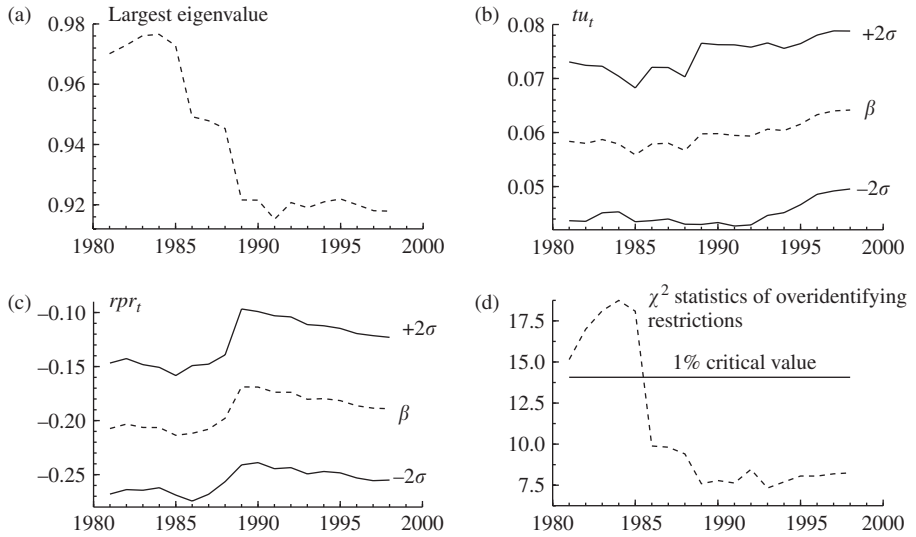 (a) Largest eigenvalue
0.98
0.96
0.94
0.92
1980 1985 1990 1995 2000
(b) tuₜ
0.08
0.07
0.06
0.05
+2σ
β
−2σ
1980 1985 1990 1995 2000
(c) rprₜ
−0.10
−0.15
−0.20
−0.25
+2σ
β
−2σ
1980 1985 1990 1995 2000
(d) χ² statistics of overidentifying
restrictions
17.5
15.0
12.5
10.0
7.5
1% critical value
1980 1985 1990 1995 2000